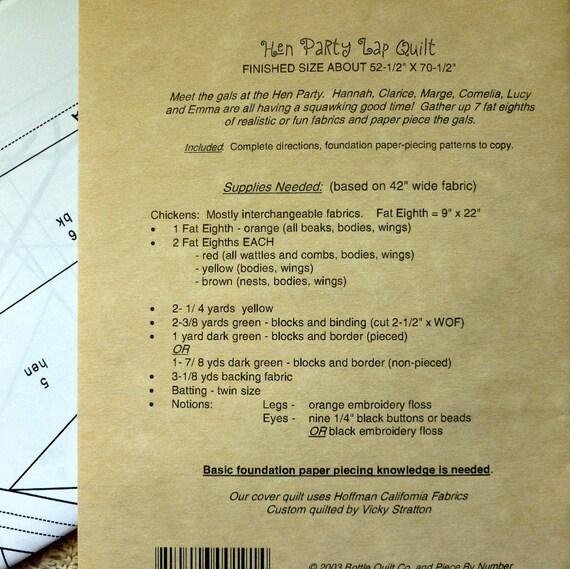 Hen Party Lap Quilt
FINISHED SIZE ABOUT 52-1/2" X 70-1/2"
Meet the gals at the Hen Party. Hannah, Clarice, Marge, Cornelia, Lucy
and Emma are all having a squawking good time! Gather up 7 fat eighths
of realistic or fun fabrics and paper piece the gals.
Included: Complete directions, foundation paper-piecing patterns to copy.
Supplies Needed: (based on 42" wide fabric)
Chickens: Mostly interchangeable fabrics. Fat Eighth = 9" x 22"
• 1 Fat Eighth - orange (all beaks, bodies, wings)
• 2 Fat Eighths EACH
- red (all wattles and combs, bodies, wings)
- yellow (bodies, wings)
- brown (nests, bodies, wings)
• 2- 1/ 4 yards yellow
• 2-3/8 yards green - blocks and binding (cut 2-1/2" x WOF)
• 1 yard dark green - blocks and border (pieced)
OR
1- 7/ 8 yds dark green - blocks and border (non-pieced)
• 3-1/8 yds backing fabric
• Batting - twin size
• Notions: Legs - orange embroidery floss
Eyes - nine 1/4" black buttons or beads
OR black embroidery floss
Basic foundation paper piecing knowledge is needed.
Our cover quilt uses Hoffman California Fabrics
Custom quilted by Vicky Stratton
© 2003 Bottle Quilt Co. and Piece By Number
6
bk
5
hen